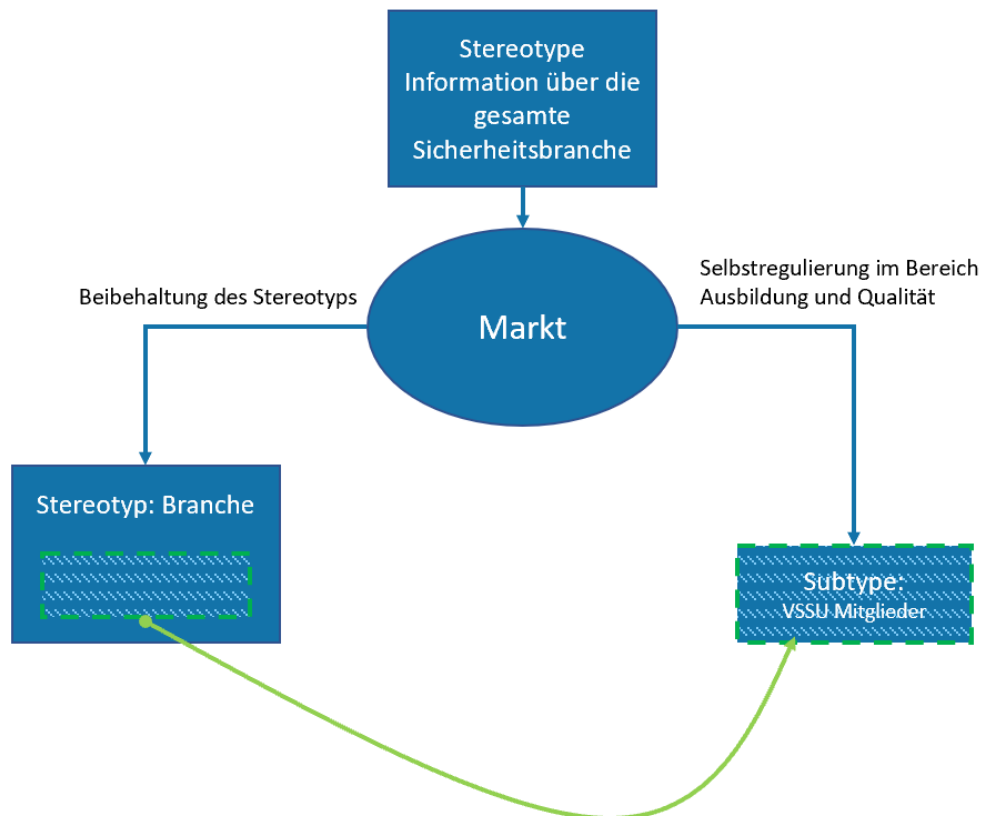 Stereotype
Information über die
gesamte
Sicherheitsbranche
Selbstregulierung im Bereich
Ausbildung und Qualität
Beibehaltung des Stereotyps
Markt
Stereotyp: Branche
Subtype:
VSSU Mitglieder